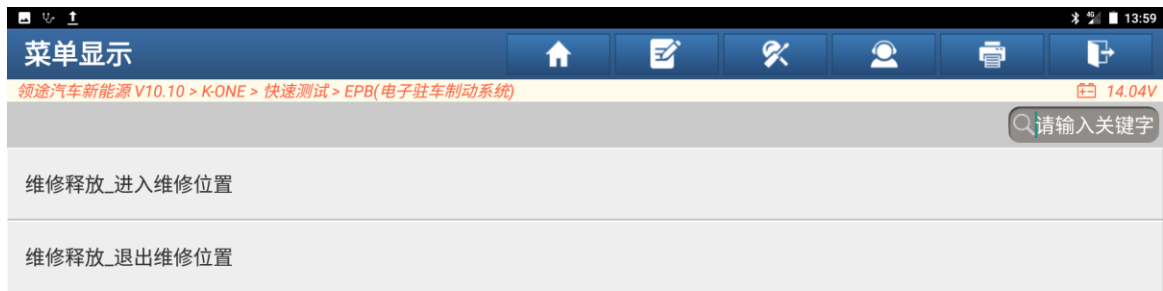 13:59
菜单显示
领途汽车新能源 V10.10 > K-ONE > 快速测试 > EPB(电子驻车制动系统) 14.04V
请输入关键字
维修释放_进入维修位置
维修释放_退出维修位置